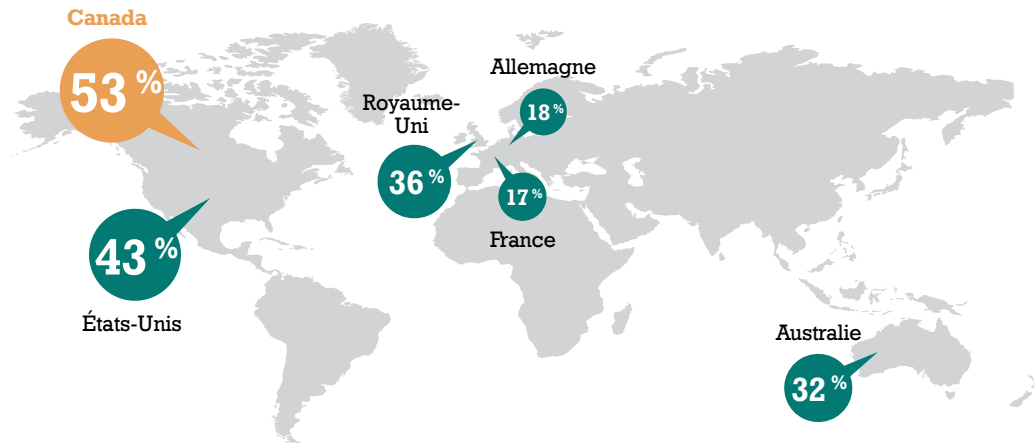 Canada
53 %
Allemagne
18 %
Royaume-
Uni
36 %
17 %
France
43 %
États-Unis
Australie
32 %